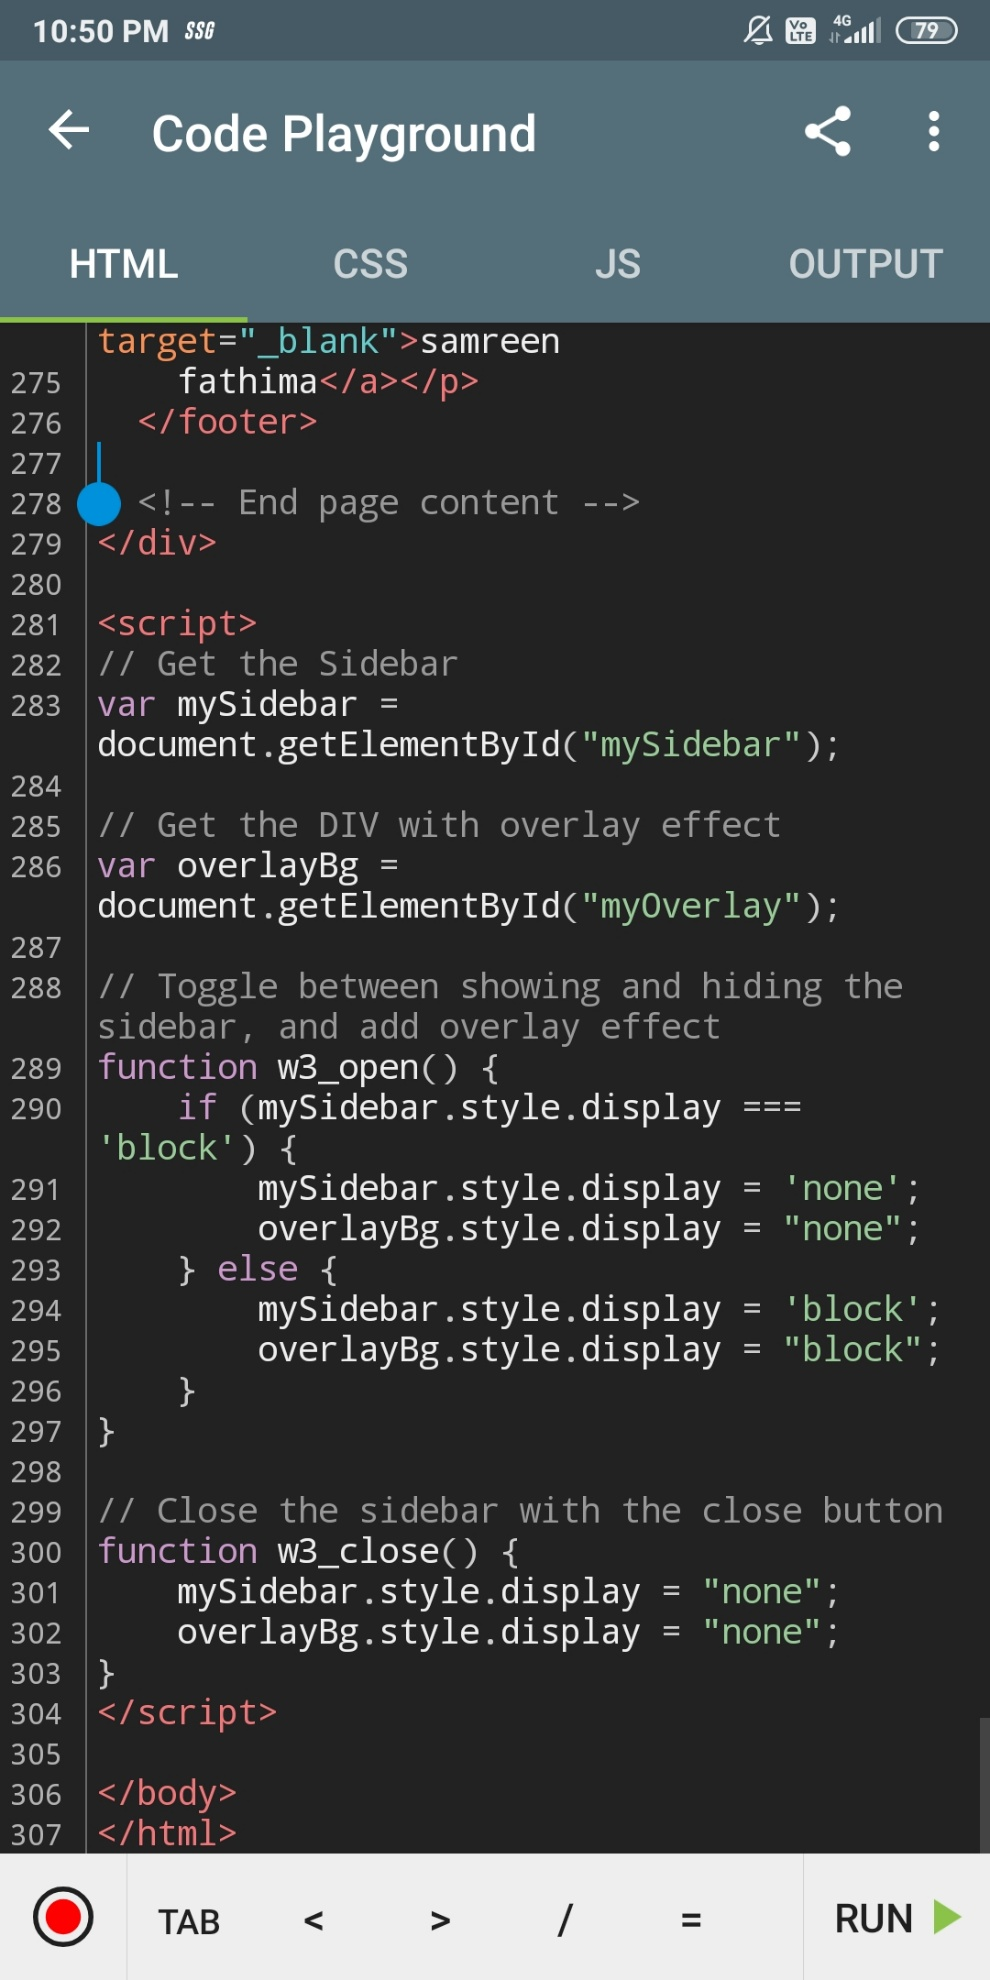 10:50 PM SSG Vo LTE 4G 79
Code Playground
HTML CSS JS OUTPUT
target="_blank">samreen
275     fathima</a></p>
276   </footer>
277
278   <!-- End page content -->
279 </div>
280
281 <script>
282 // Get the Sidebar
283 var mySidebar =
document.getElementById("mySidebar");
284
285 // Get the DIV with overlay effect
286 var overlayBg =
document.getElementById("myOverlay");
287
288 // Toggle between showing and hiding the
sidebar, and add overlay effect
289 function w3_open() {
290     if (mySidebar.style.display ===
'block') {
291         mySidebar.style.display = 'none';
292         overlayBg.style.display = "none";
293     } else {
294         mySidebar.style.display = 'block';
295         overlayBg.style.display = "block";
296     }
297 }
298
299 // Close the sidebar with the close button
300 function w3_close() {
301     mySidebar.style.display = "none";
302     overlayBg.style.display = "none";
303 }
304 </script>
305
306 </body>
307 </html>
TAB < > / = RUN